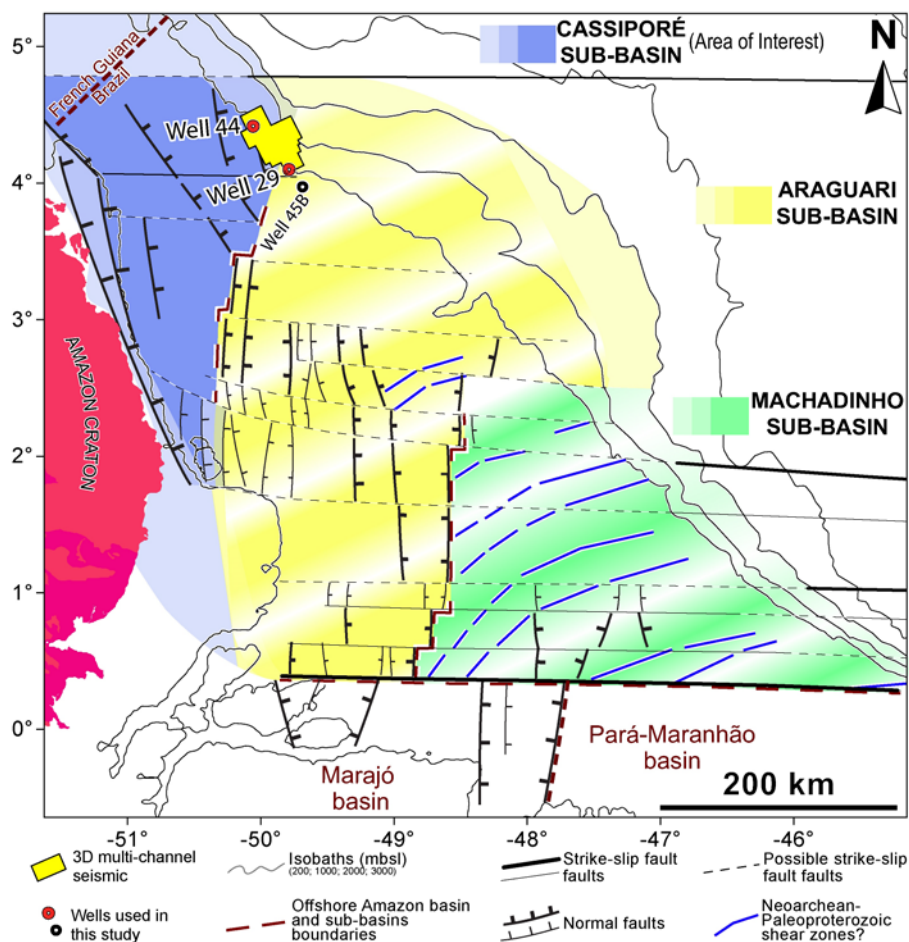 CASSIPORÉ
SUB-BASIN
(Area of Interest)
N
French Guiana
Brazil
Well 44
Well 29
Well 45B
ARAGUARI
SUB-BASIN
AMAZON CRATON
MACHADINHO
SUB-BASIN
5°
4°
3°
2°
1°
0°
Marajó
basin
Pará-Maranhão
basin
200 km
-51°
-50°
-49°
-48°
-47°
-46°
3D multi-channel
seismic
Isobaths (mbsl)
(200; 1000; 2000; 3000)
Strike-slip fault
faults
Possible strike-slip
fault faults
Wells used in
this study
Offshore Amazon basin
and sub-basins
boundaries
Normal faults
Neoarchean-
Paleoproterozoic
shear zones?